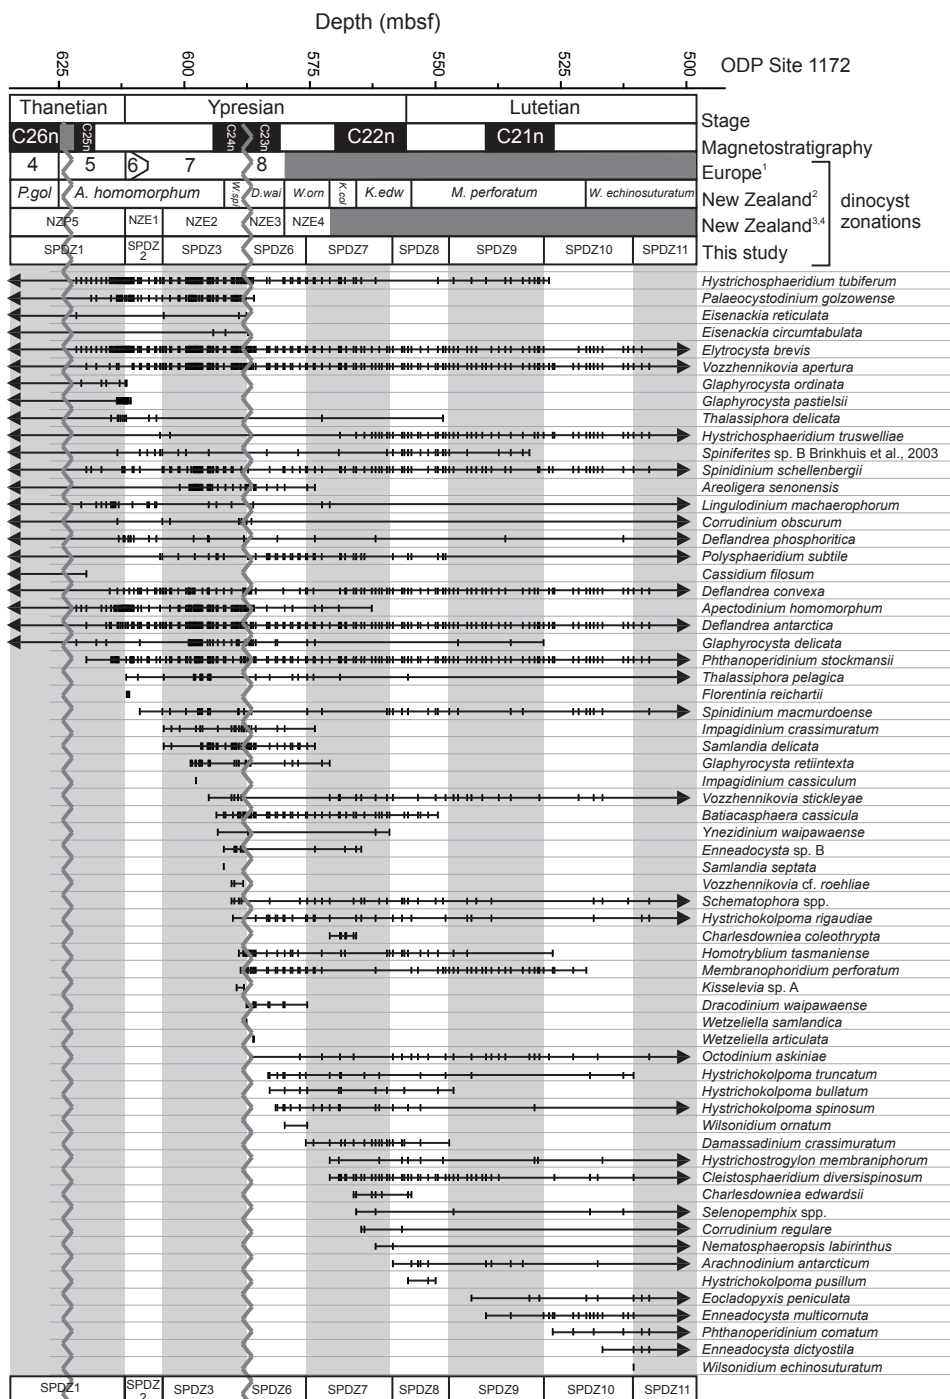 Depth (mbsf)
625 600 575 550 525 500 ODP Site 1172
Thanetian Ypresian Lutetian Stage
C26n C25n C24n C23n C22n C21n Magnetostratigraphy
4 5 6 7 8 Europe¹
P.gol A. homomorphum W.spi D.wai W.orn K.col K.edw M. perforatum W. echinosuturatum New Zealand²
NZP5 NZE1 NZE2 NZE3 NZE4 New Zealand³,⁴
dinocyst
zonations
SPDZ1 SPDZ 2 SPDZ3 SPDZ6 SPDZ7 SPDZ8 SPDZ9 SPDZ10 SPDZ11 This study
Hystrichosphaeridium tubiferum
Palaeocystodinium golzowense
Eisenackia reticulata
Eisenackia circumtabulata
Elytrocysta brevis
Vozzhennikovia apertura
Glaphyrocysta ordinata
Glaphyrocysta pastielsii
Thalassiphora delicata
Hystrichosphaeridium truswelliae
Spiniferites sp. B Brinkhuis et al., 2003
Spinidinium schellenbergii
Areoligera senonensis
Lingulodinium machaerophorum
Corrudinium obscurum
Deflandrea phosphoritica
Polysphaeridium subtile
Cassidium filosum
Deflandrea convexa
Apectodinium homomorphum
Deflandrea antarctica
Glaphyrocysta delicata
Phthanoperidinium stockmansii
Thalassiphora pelagica
Florentinia reichartii
Spinidinium macmurdoense
Impagidinium crassimuratum
Samlandia delicata
Glaphyrocysta retiintexta
Impagidinium cassiculum
Vozzhennikovia stickleyae
Batiacasphaera cassicula
Ynezidinium waipawaense
Enneadocysta sp. B
Samlandia septata
Vozzhennikovia cf. roehliae
Schematophora spp.
Hystrichokolpoma rigaudiae
Charlesdowniea coleothrypta
Homotryblium tasmaniense
Membranophoridium perforatum
Kisselevia sp. A
Dracodinium waipawaense
Wetzeliella samlandica
Wetzeliella articulata
Octodinium askiniae
Hystrichokolpoma truncatum
Hystrichokolpoma bullatum
Hystrichokolpoma spinosum
Wilsonidium ornatum
Damassadinium crassimuratum
Hystrichostrogylon membraniphorum
Cleistosphaeridium diversispinosum
Charlesdowniea edwardsii
Selenopemphix spp.
Corrudinium regulare
Nematosphaeropsis labirinthus
Arachnodinium antarcticum
Hystrichokolpoma pusillum
Eocladopyxis peniculata
Enneadocysta multicornuta
Phthanoperidinium comatum
Enneadocysta dictyostila
Wilsonidium echinosuturatum
SPDZ1 SPDZ 2 SPDZ3 SPDZ6 SPDZ7 SPDZ8 SPDZ9 SPDZ10 SPDZ11